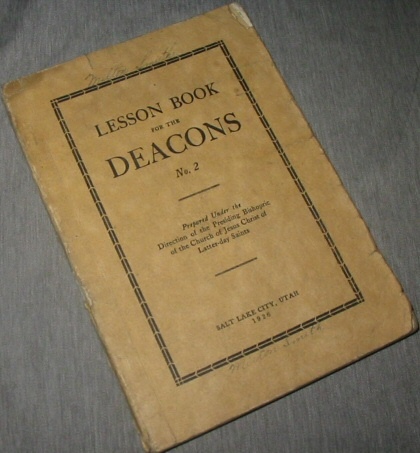 LESSON BOOK
FOR THE
DEACONS
No. 2
Prepared Under the
Direction of the Presiding Bishopric
of the Church of Jesus Christ of
Latter-day Saints
SALT LAKE CITY, UTAH
1926
Smith